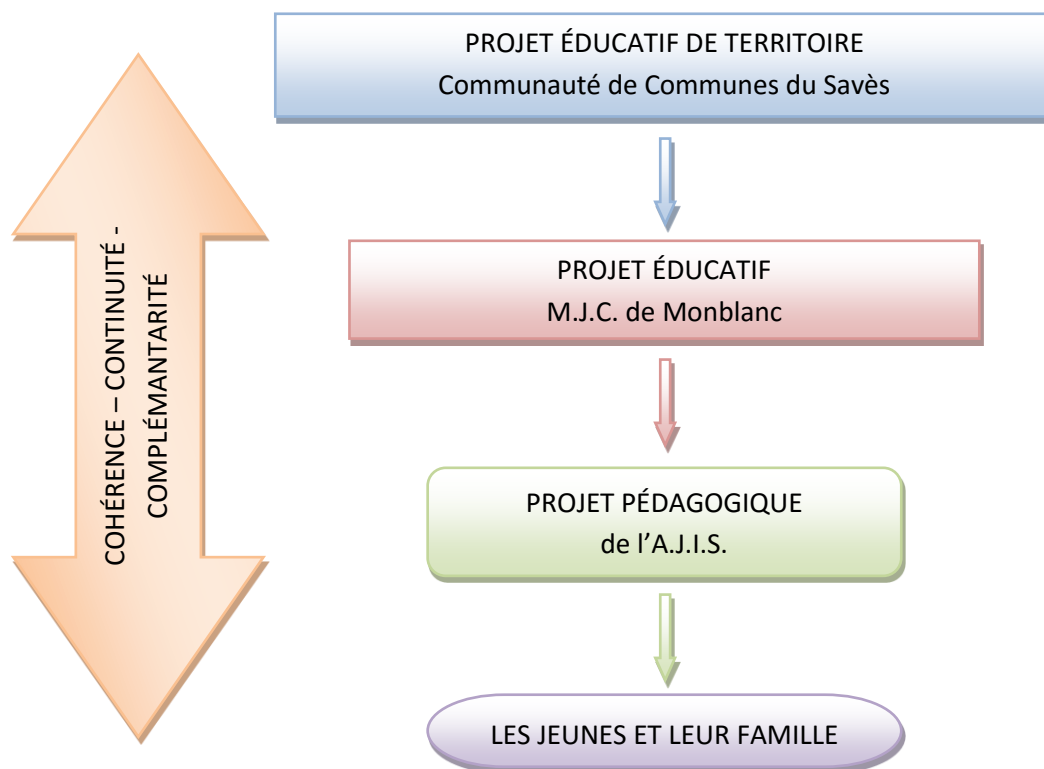 PROJET ÉDUCATIF DE TERRITOIRE
Communauté de Communes du Savès
COHÉRENCE – CONTINUITÉ -
COMPLÉMANTARITÉ
PROJET ÉDUCATIF
M.J.C. de Monblanc
PROJET PÉDAGOGIQUE
de l’A.J.I.S.
LES JEUNES ET LEUR FAMILLE